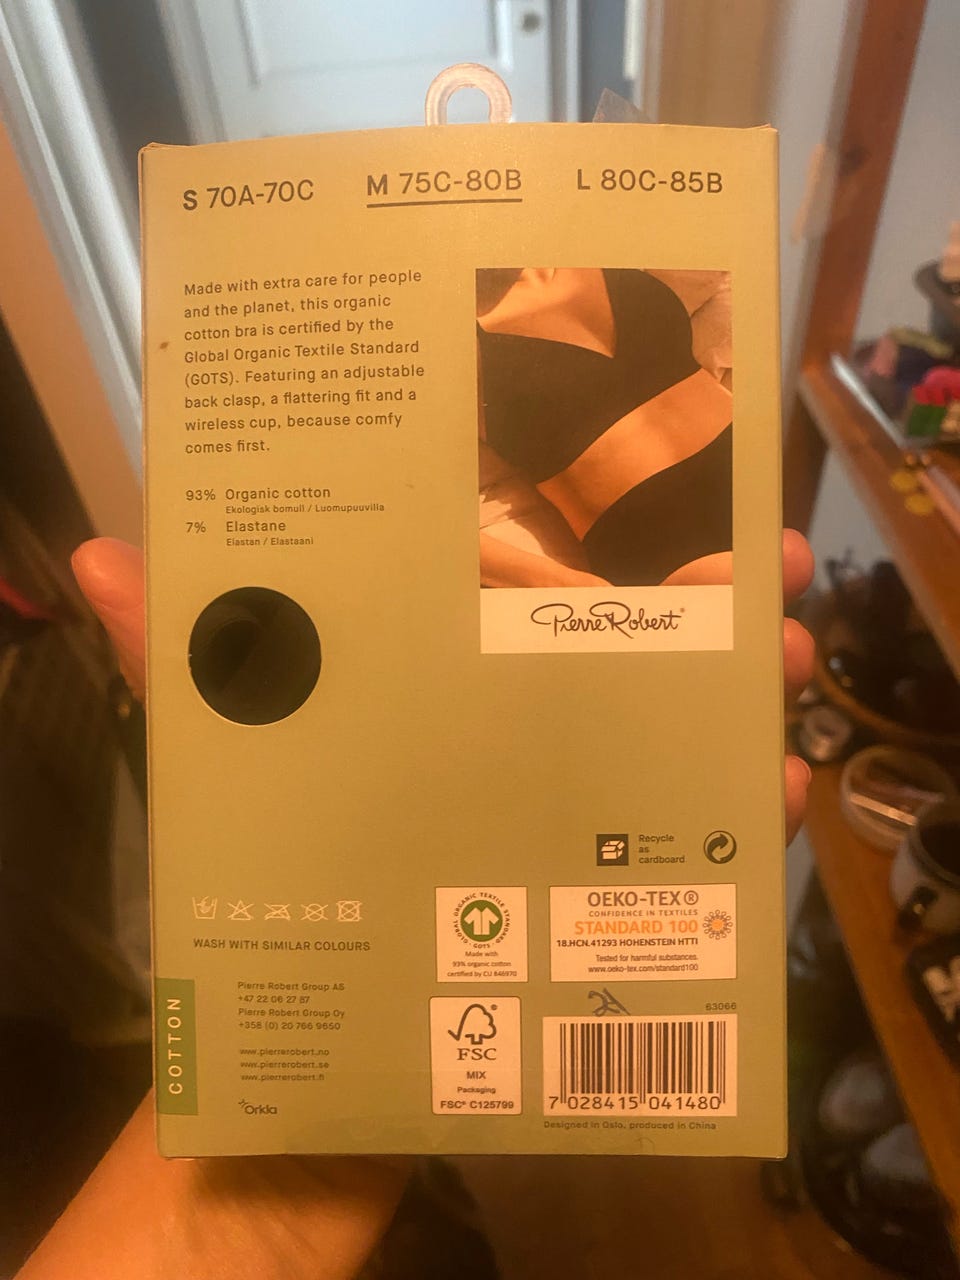 S 70A-70C
M 75C-80B
L 80C-85B
Made with extra care for people
and the planet, this organic
cotton bra is certified by the
Global Organic Textile Standard
(GOTS). Featuring an adjustable
back clasp, a flattering fit and a
wireless cup, because comfy
comes first.
93% Organic cotton
Ekologisk bomull / Luomupuuvilla
7% Elastane
Elastan / Elastaani
Pierre Robert®
Recycle
as
cardboard
WASH WITH SIMILAR COLOURS
GLOBAL ORGANIC TEXTILE STANDARD
· GOTS ·
Made with
93% organic cotton
certified by CU 846970
OEKO-TEX®
CONFIDENCE IN TEXTILES
STANDARD 100
18.HCN.41293 HOHENSTEIN HTTI
Tested for harmful substances.
www.oeko-tex.com/standard100
COTTON
Pierre Robert Group AS
+47 22 06 27 87
Pierre Robert Group Oy
+358 (0) 20 766 9650
www.pierrerobert.no
www.pierrerobert.se
www.pierrerobert.fi
Orkla
FSC
MIX
Packaging
FSC® C125799
63066
7 028415 041480
Designed in Oslo, produced in China